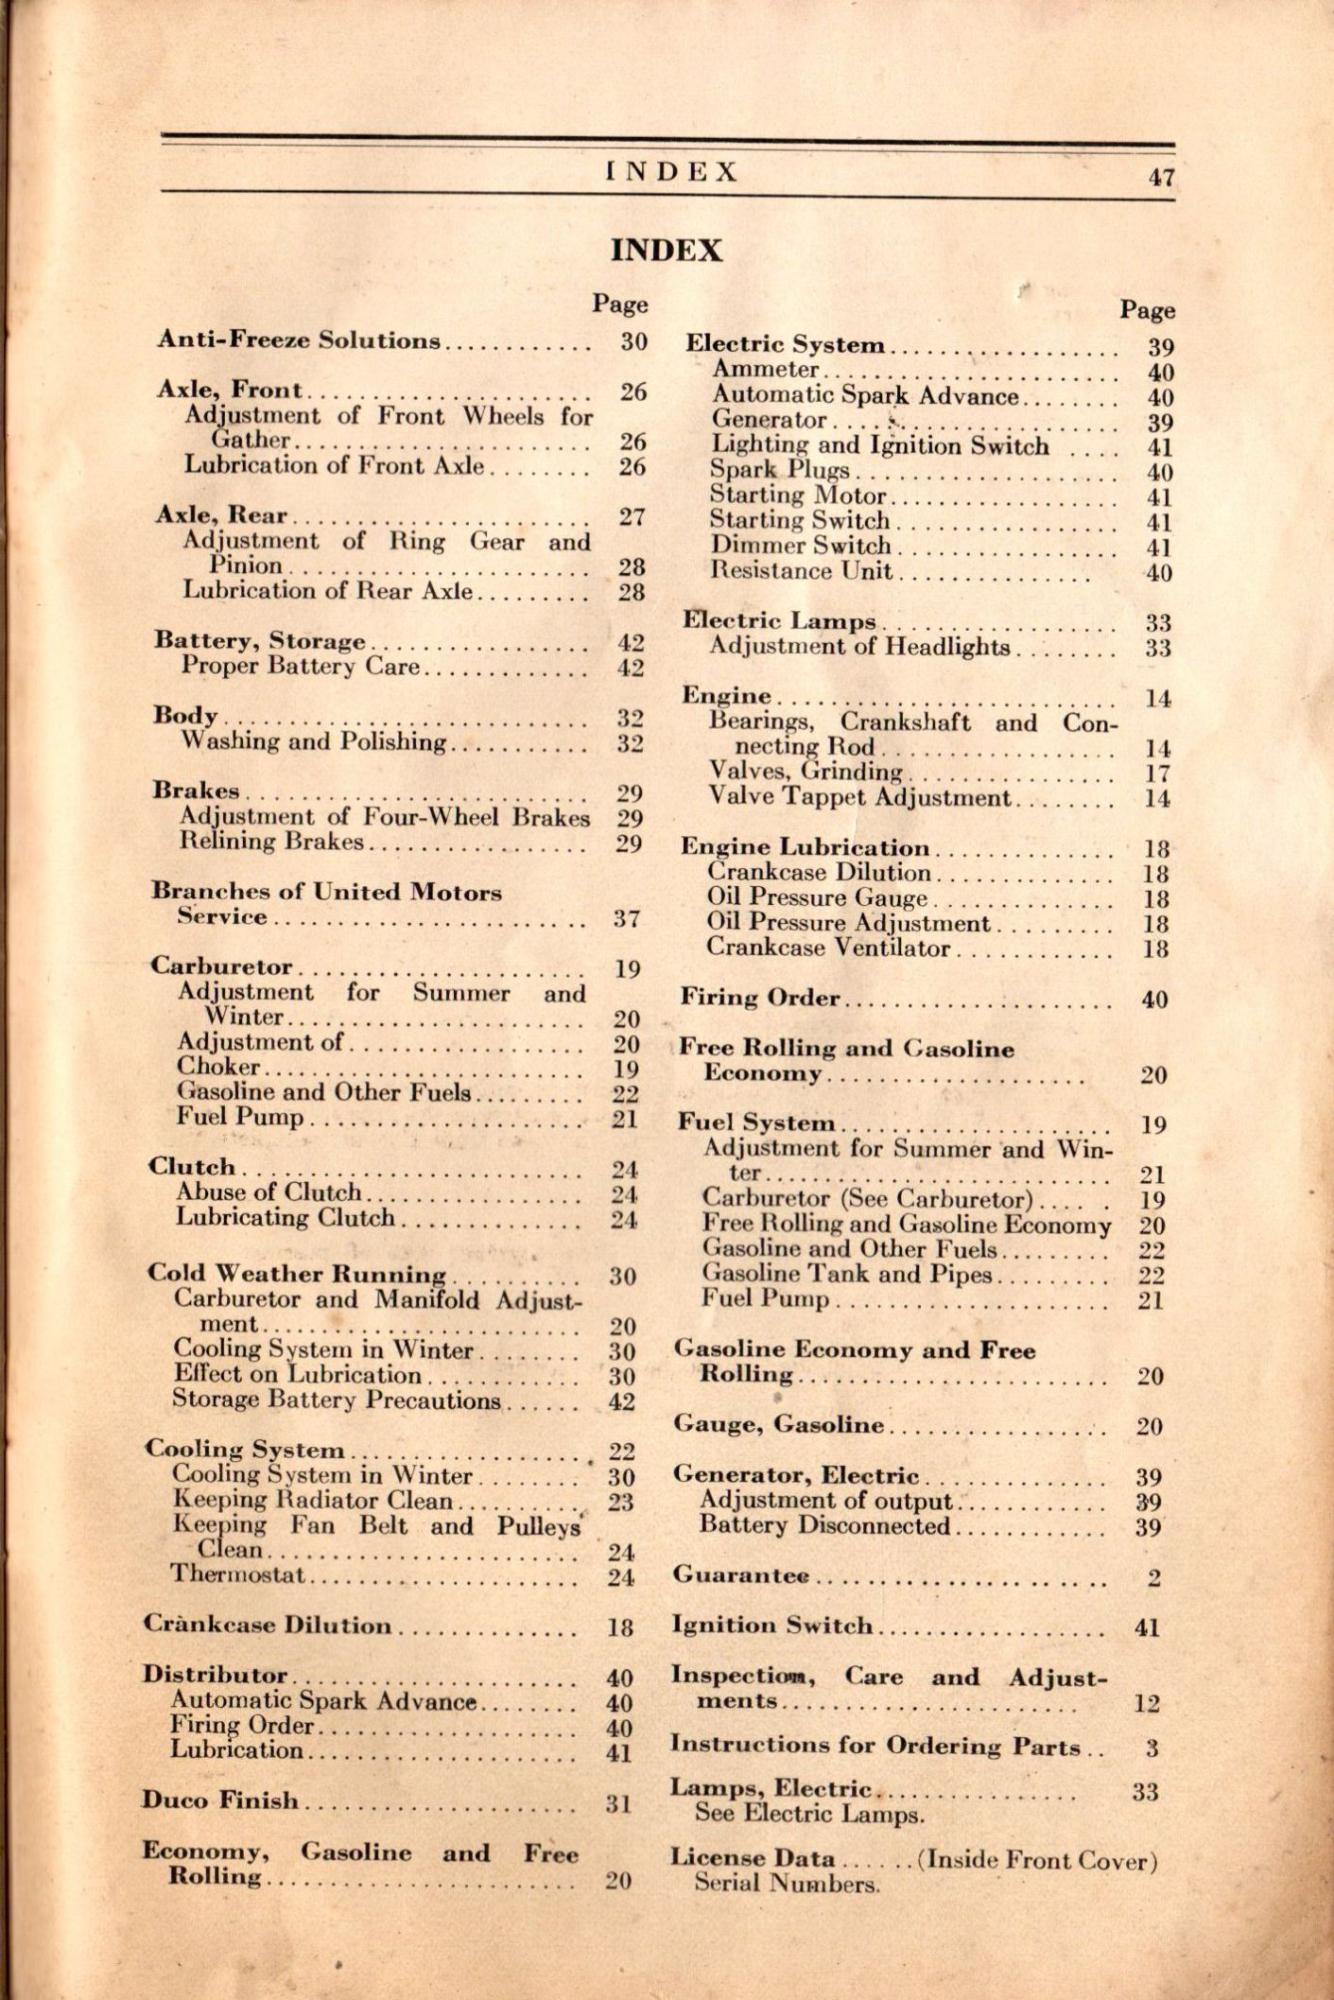 INDEX 47
INDEX
Page
Anti-Freeze Solutions............ 30
Axle, Front...................... 26
Adjustment of Front Wheels for
Gather....................... 26
Lubrication of Front Axle........ 26
Axle, Rear....................... 27
Adjustment of Ring Gear and
Pinion....................... 28
Lubrication of Rear Axle......... 28
Battery, Storage................. 42
Proper Battery Care............. 42
Body............................ 32
Washing and Polishing........... 32
Brakes.......................... 29
Adjustment of Four-Wheel Brakes 29
Relining Brakes................. 29
Branches of United Motors
Service........................ 37
Carburetor...................... 19
Adjustment for Summer and
Winter....................... 20
Adjustment of.................. 20
Choker......................... 19
Gasoline and Other Fuels......... 22
Fuel Pump..................... 21
Clutch.......................... 24
Abuse of Clutch................. 24
Lubricating Clutch.............. 24
Cold Weather Running.......... 30
Carburetor and Manifold Adjust-
ment......................... 20
Cooling System in Winter........ 30
Effect on Lubrication............ 30
Storage Battery Precautions...... 42
Cooling System.................. 22
Cooling System in Winter........ 30
Keeping Radiator Clean.......... 23
Keeping Fan Belt and Pulleys
Clean........................ 24
Thermostat..................... 24
Crankcase Dilution.............. 18
Distributor...................... 40
Automatic Spark Advance........ 40
Firing Order.................... 40
Lubrication..................... 41
Duco Finish..................... 31
Economy, Gasoline and Free
Rolling........................ 20
Page
Electric System.................. 39
Ammeter....................... 40
Automatic Spark Advance........ 40
Generator...................... 39
Lighting and Ignition Switch .... 41
Spark Plugs.................... 40
Starting Motor.................. 41
Starting Switch................. 41
Dimmer Switch................. 41
Resistance Unit............... 40
Electric Lamps.................. 33
Adjustment of Headlights........ 33
Engine.......................... 14
Bearings, Crankshaft and Con-
necting Rod.................. 14
Valves, Grinding................ 17
Valve Tappet Adjustment........ 14
Engine Lubrication.............. 18
Crankcase Dilution.............. 18
Oil Pressure Gauge.............. 18
Oil Pressure Adjustment......... 18
Crankcase Ventilator............ 18
Firing Order..................... 40
Free Rolling and Gasoline
Economy.................... 20
Fuel System..................... 19
Adjustment for Summer and Win-
ter........................... 21
Carburetor (See Carburetor)..... 19
Free Rolling and Gasoline Economy 20
Gasoline and Other Fuels......... 22
Gasoline Tank and Pipes......... 22
Fuel Pump..................... 21
Gasoline Economy and Free
Rolling........................ 20
Gauge, Gasoline................. 20
Generator, Electric.............. 39
Adjustment of output............ 39
Battery Disconnected............ 39
Guarantee....................... 2
Ignition Switch.................. 41
Inspection, Care and Adjust-
ments....................... 12
Instructions for Ordering Parts.. 3
Lamps, Electric................ 33
See Electric Lamps.
License Data......(Inside Front Cover)
Serial Numbers.